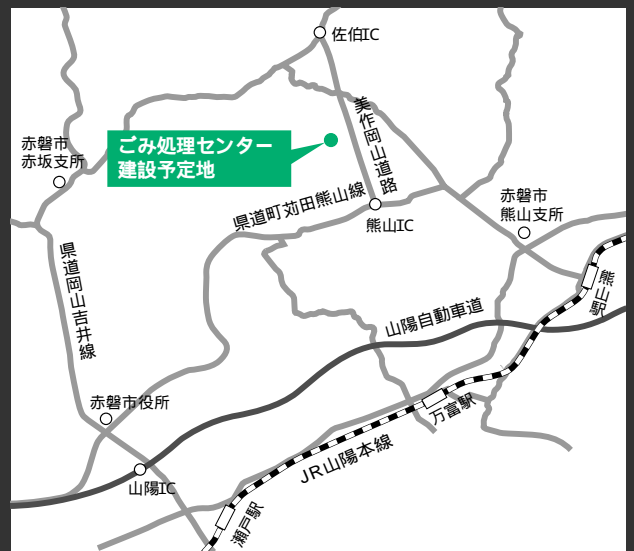 佐伯IC
美作岡山道路
赤磐市
赤坂支所
ごみ処理センター
建設予定地
県道町苅田熊山線
赤磐市
熊山支所
熊山IC
県道岡山吉井線
熊山駅
山陽自動車道
赤磐市役所
万富駅
JR山陽本線
山陽IC
瀬戸駅